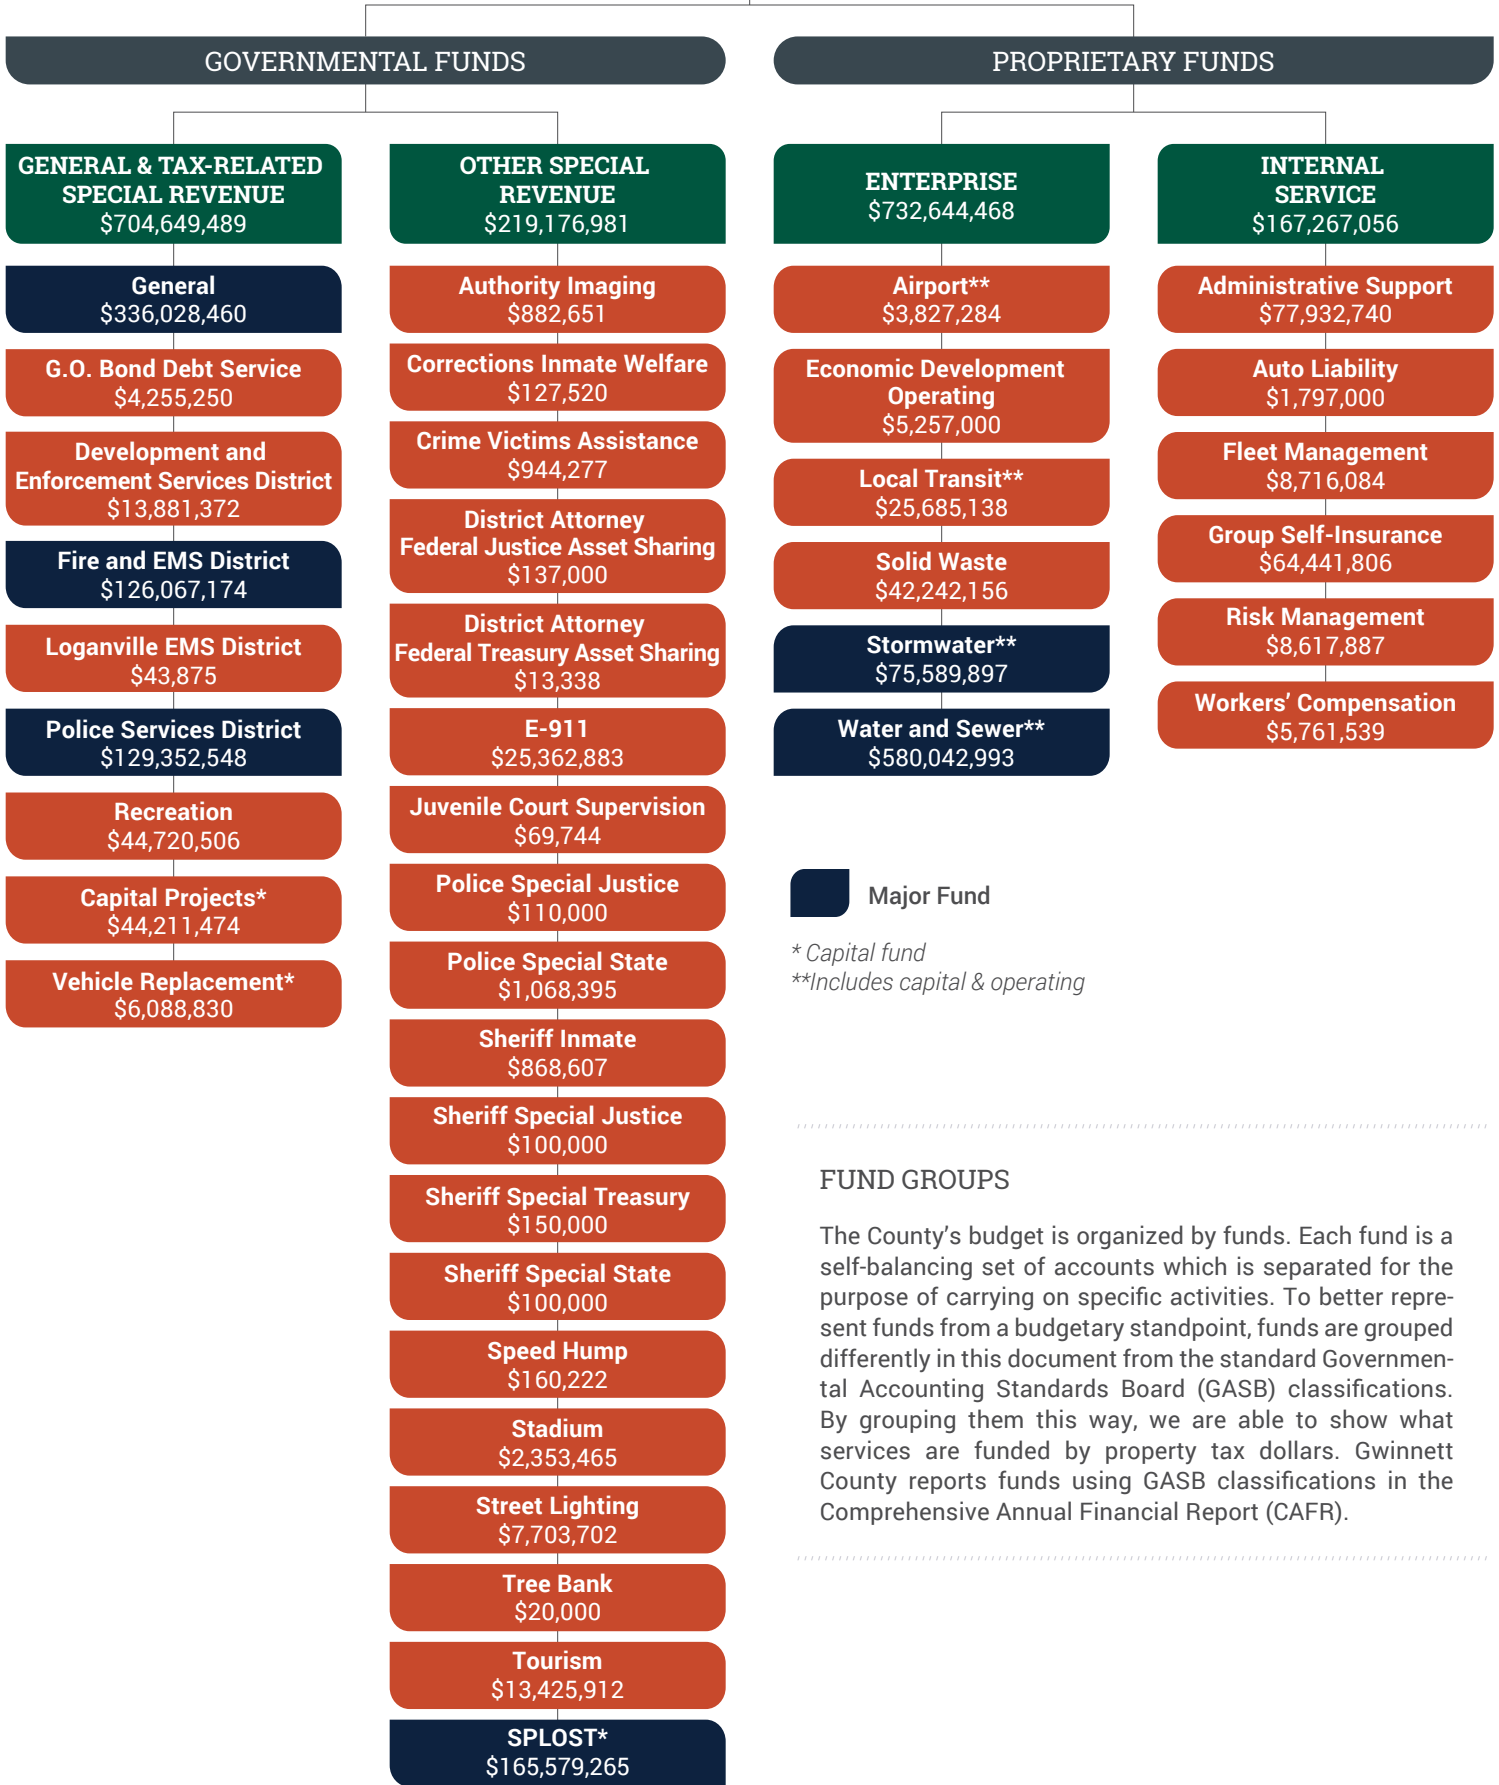 GOVERNMENTAL FUNDS
GENERAL & TAX-RELATED
SPECIAL REVENUE
$704,649,489
General
$336,028,460
G.O. Bond Debt Service
$4,255,250
Development and
Enforcement Services District
$13,881,372
Fire and EMS District
$126,067,174
Loganville EMS District
$43,875
Police Services District
$129,352,548
Recreation
$44,720,506
Capital Projects*
$44,211,474
Vehicle Replacement*
$6,088,830
OTHER SPECIAL
REVENUE
$219,176,981
Authority Imaging
$882,651
Corrections Inmate Welfare
$127,520
Crime Victims Assistance
$944,277
District Attorney
Federal Justice Asset Sharing
$137,000
District Attorney
Federal Treasury Asset Sharing
$13,338
E-911
$25,362,883
Juvenile Court Supervision
$69,744
Police Special Justice
$110,000
Police Special State
$1,068,395
Sheriff Inmate
$868,607
Sheriff Special Justice
$100,000
Sheriff Special Treasury
$150,000
Sheriff Special State
$100,000
Speed Hump
$160,222
Stadium
$2,353,465
Street Lighting
$7,703,702
Tree Bank
$20,000
Tourism
$13,425,912
SPLOST*
$165,579,265
PROPRIETARY FUNDS
ENTERPRISE
$732,644,468
Airport**
$3,827,284
Economic Development
Operating
$5,257,000
Local Transit**
$25,685,138
Solid Waste
$42,242,156
Stormwater**
$75,589,897
Water and Sewer**
$580,042,993
INTERNAL
SERVICE
$167,267,056
Administrative Support
$77,932,740
Auto Liability
$1,797,000
Fleet Management
$8,716,084
Group Self-Insurance
$64,441,806
Risk Management
$8,617,887
Workers’ Compensation
$5,761,539
Major Fund
* Capital fund
**Includes capital & operating
FUND GROUPS
The County’s budget is organized by funds. Each fund is a
self-balancing set of accounts which is separated for the
purpose of carrying on specific activities. To better repre-
sent funds from a budgetary standpoint, funds are grouped
differently in this document from the standard Governmen-
tal Accounting Standards Board (GASB) classifications.
By grouping them this way, we are able to show what
services are funded by property tax dollars. Gwinnett
County reports funds using GASB classifications in the
Comprehensive Annual Financial Report (CAFR).